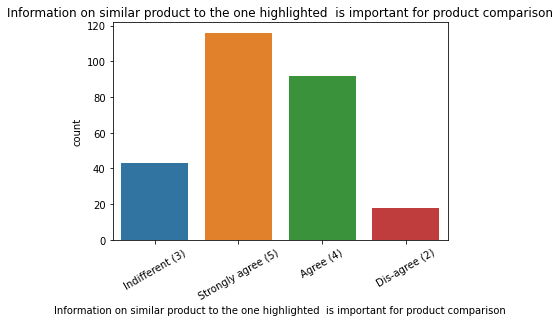 Information on similar product to the one highlighted  is important for product comparison
120
100
80
60
40
20
0
count
Indifferent (3)
Strongly agree (5)
Agree (4)
Dis-agree (2)
Information on similar product to the one highlighted  is important for product comparison